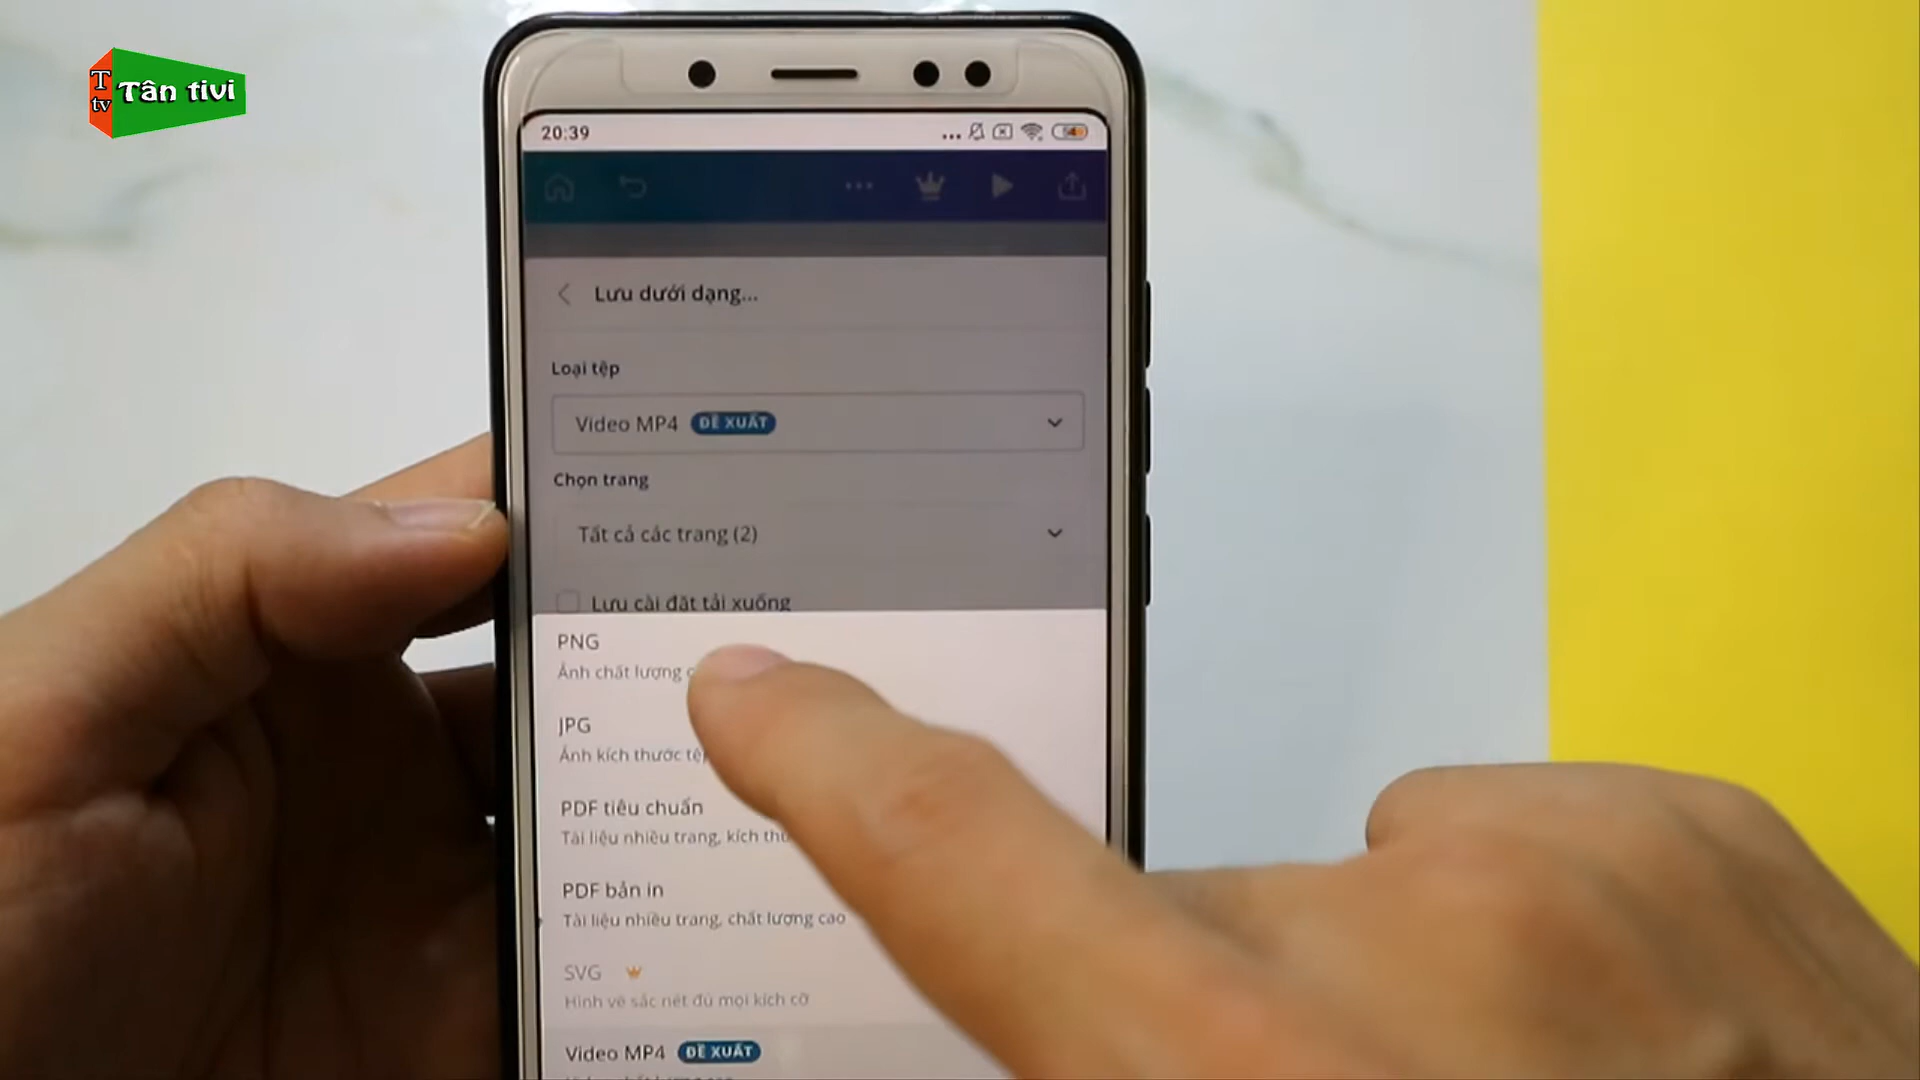 T
tv
Tân tivi
20:39
54
Lưu dưới dạng...
Loại tệp
Video MP4 ĐỀ XUẤT
Chọn trang
Tất cả các trang (2)
Lưu cài đặt tải xuống
PNG
Ảnh chất lượng
JPG
Ảnh kích thước
PDF tiêu chuẩn
Tài liệu nhiều trang, kích
PDF bản in
Tài liệu nhiều trang, chất lượng cao
SVG
Hình vẽ sắc nét đủ mọi kích cỡ
Video MP4 ĐỀ XUẤT